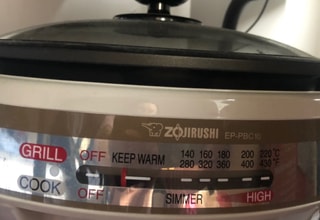 ZOJIRUSHI EP-PBC10
GRILL OFF KEEP WARM 140 160 180 200 220 °C
280 320 360 400 430 °F
COOK OFF SIMMER HIGH